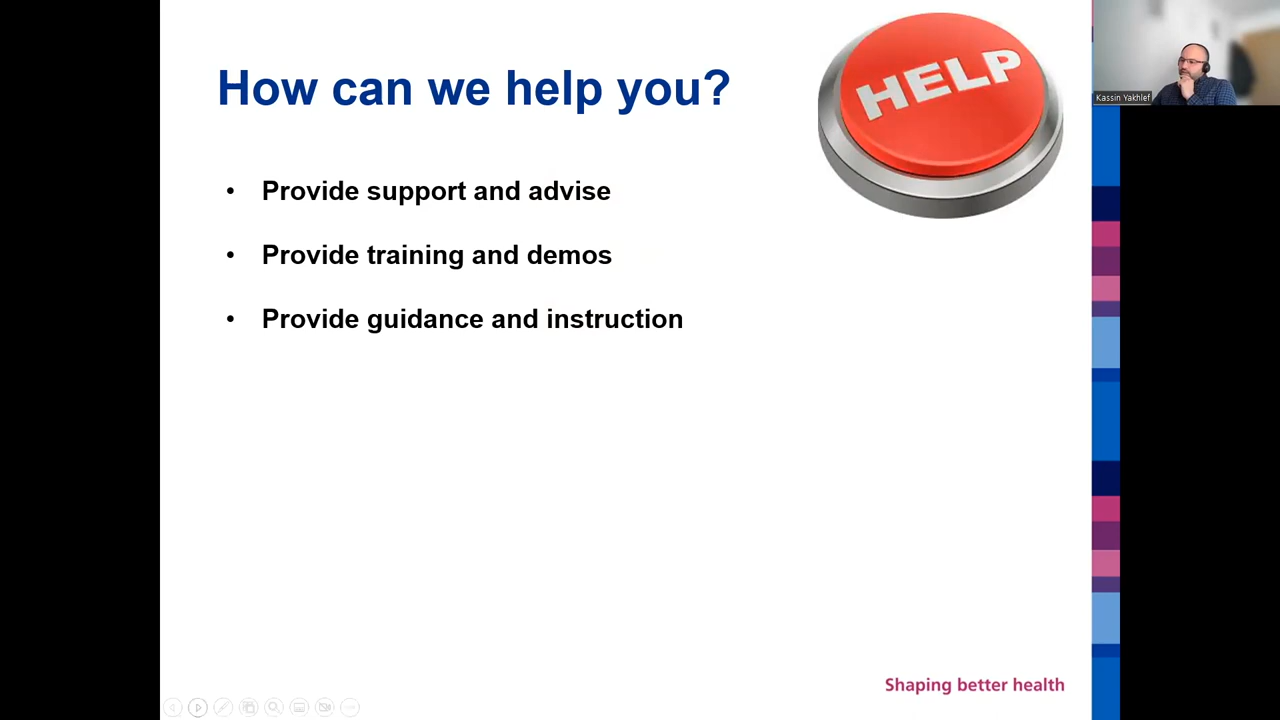 How can we help you?
HELP
Kassin Yakhlef
• Provide support and advise
• Provide training and demos
• Provide guidance and instruction
Shaping better health